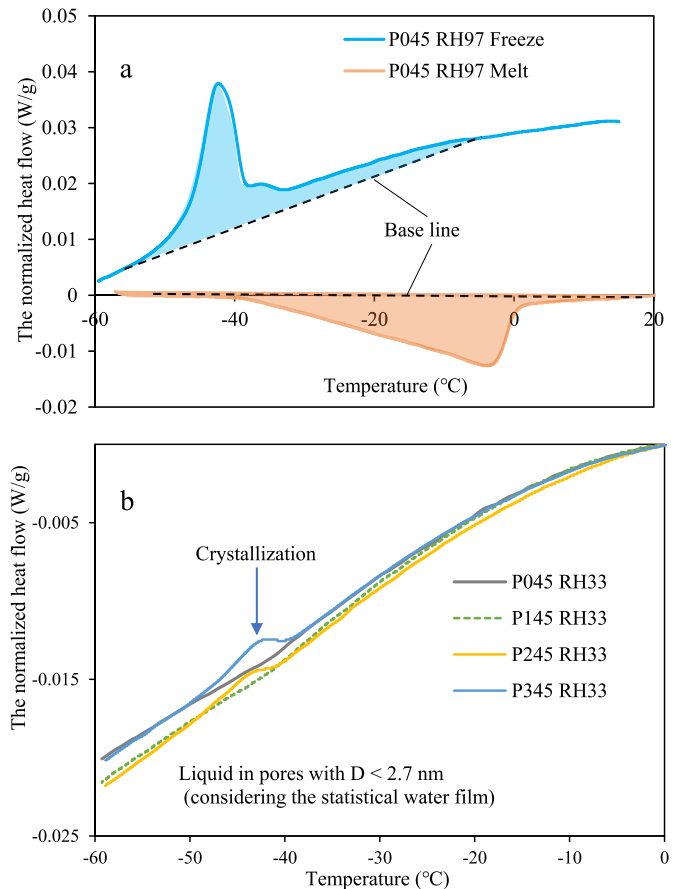 0.05
0.04
0.03
0.02
0.01
0
-0.01
-0.02
The normalized heat flow (W/g)
a
P045 RH97 Freeze
P045 RH97 Melt
Base line
-60
-40
-20
0
20
Temperature (℃)
b
-0.005
-0.015
-0.025
The normalized heat flow (W/g)
Crystallization
P045 RH33
P145 RH33
P245 RH33
P345 RH33
Liquid in pores with D < 2.7 nm
(considering the statistical water film)
-60
-50
-40
-30
-20
-10
0
Temperature (℃)